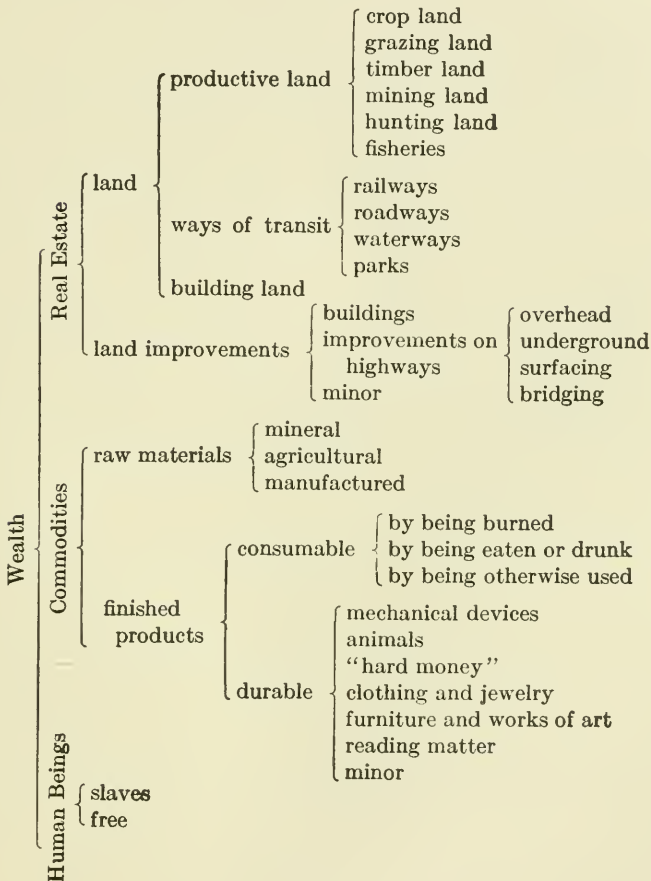 Wealth
Real Estate
land
productive land
crop land
grazing land
timber land
mining land
hunting land
fisheries
ways of transit
railways
roadways
waterways
parks
building land
land improvements
buildings
improvements on
highways
minor
overhead
underground
surfacing
bridging
Commodities
raw materials
mineral
agricultural
manufactured
finished
products
consumable
by being burned
by being eaten or drunk
by being otherwise used
durable
mechanical devices
animals
“hard money”
clothing and jewelry
furniture and works of art
reading matter
minor
Human Beings
slaves
free